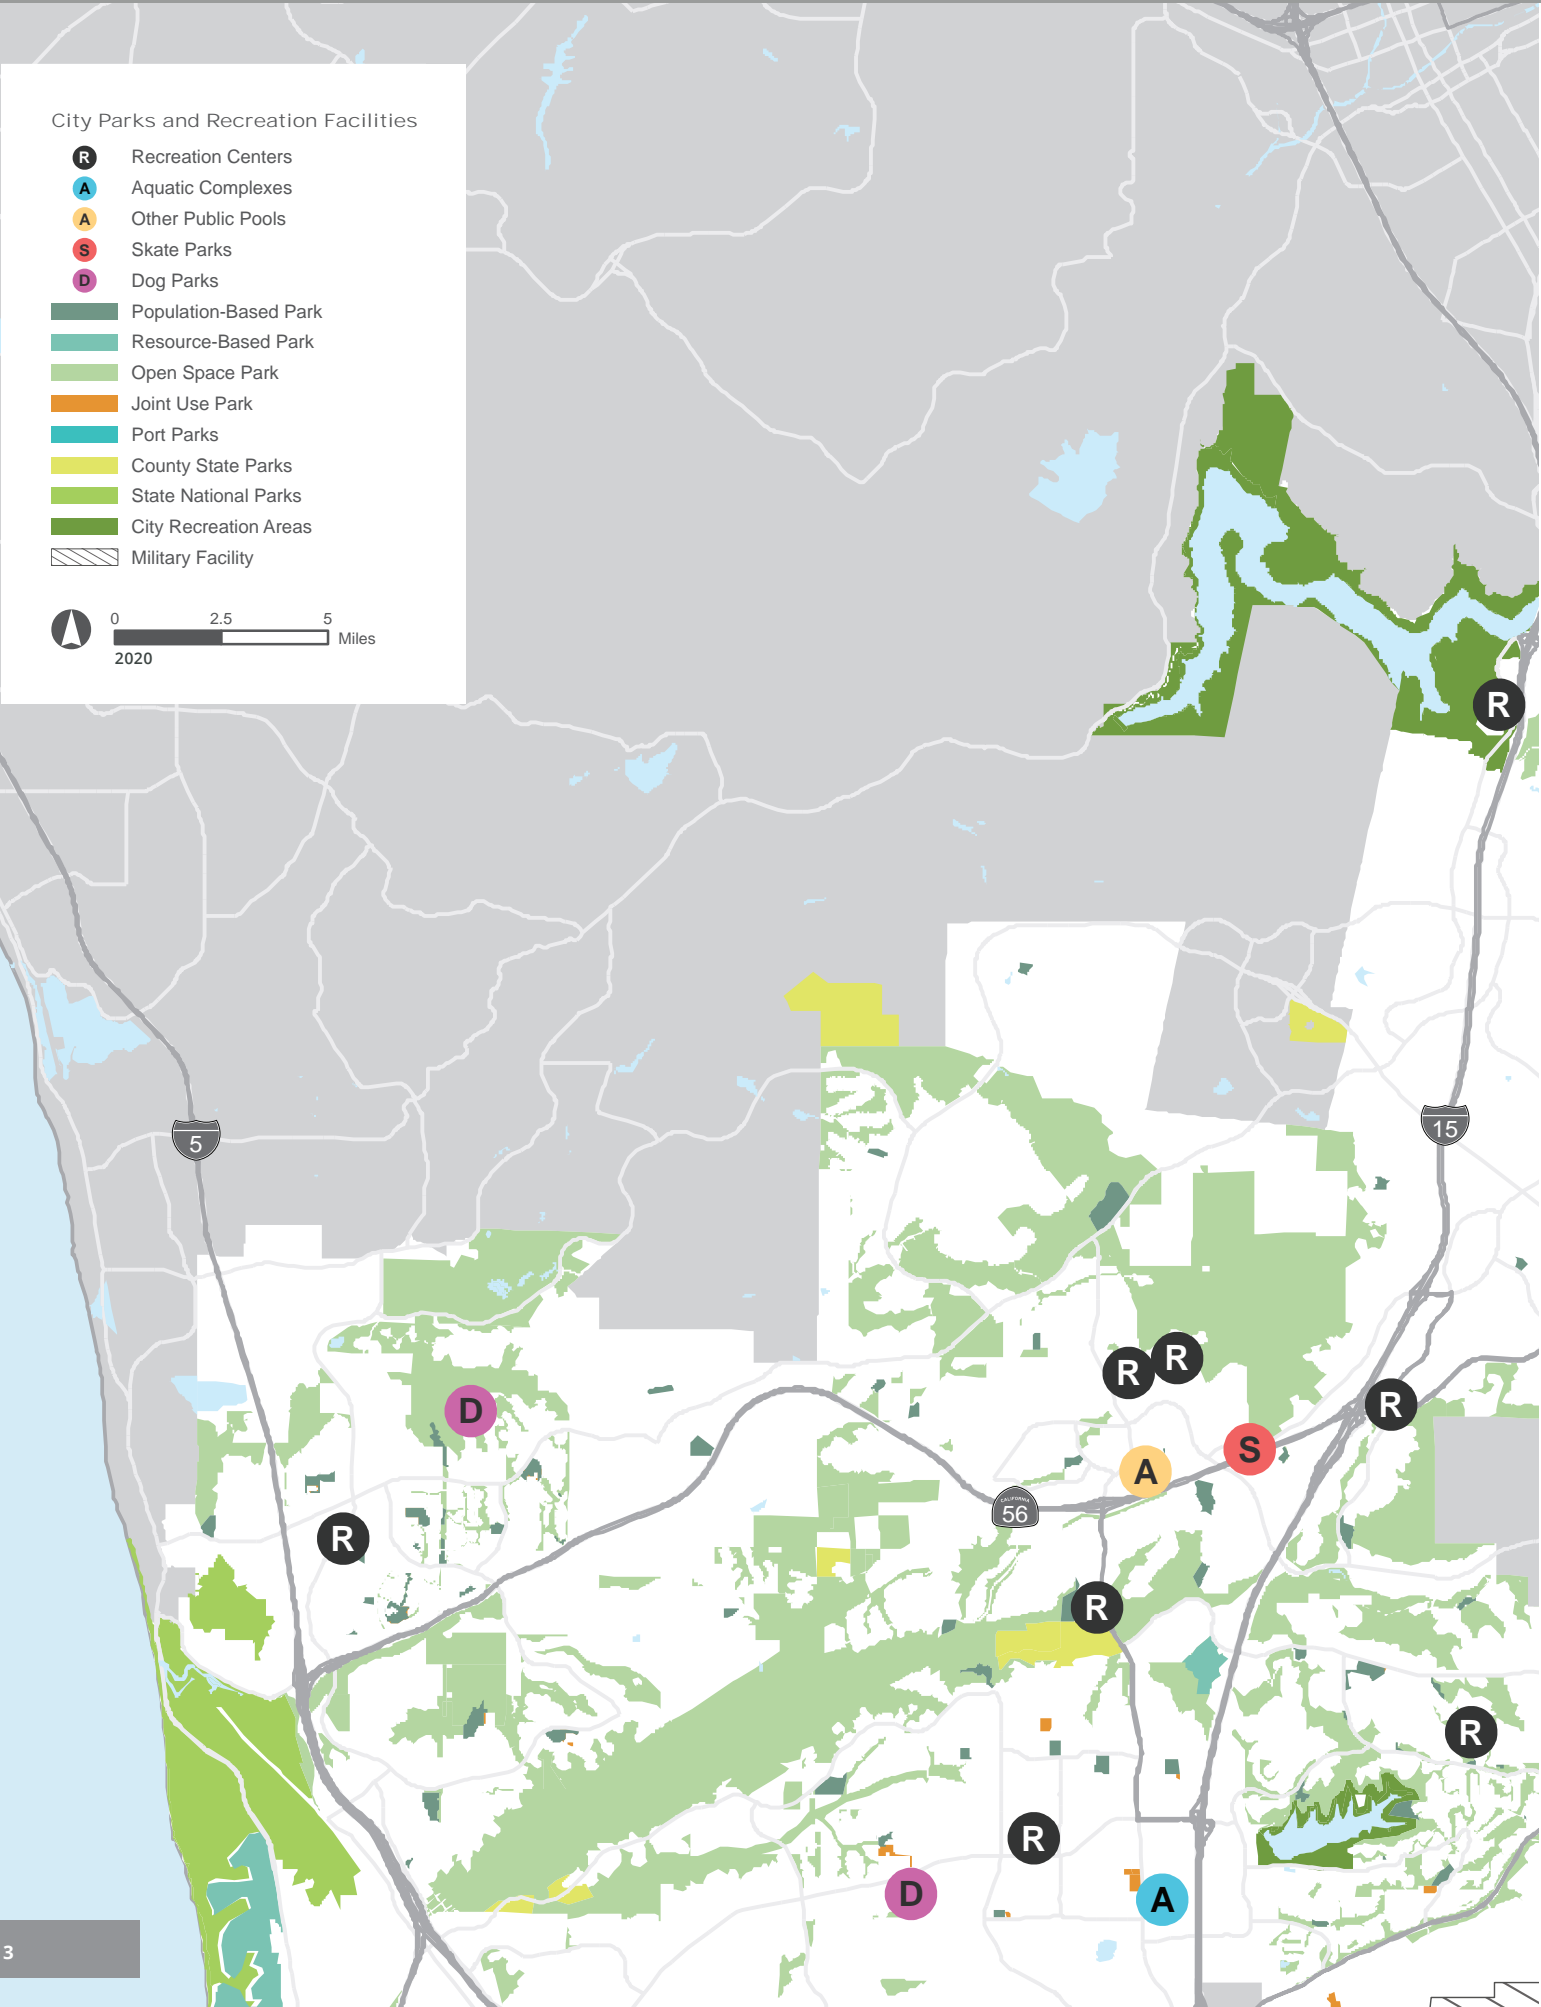 City Parks and Recreation Facilities
R Recreation Centers
A Aquatic Complexes
A Other Public Pools
S Skate Parks
D Dog Parks
Population-Based Park
Resource-Based Park
Open Space Park
Joint Use Park
Port Parks
County State Parks
State National Parks
City Recreation Areas
Military Facility
0 2.5 5
Miles
2020
R
5
15
R
R
R
D
S
A
CALIFORNIA
56
R
R
R
R
D
A
3